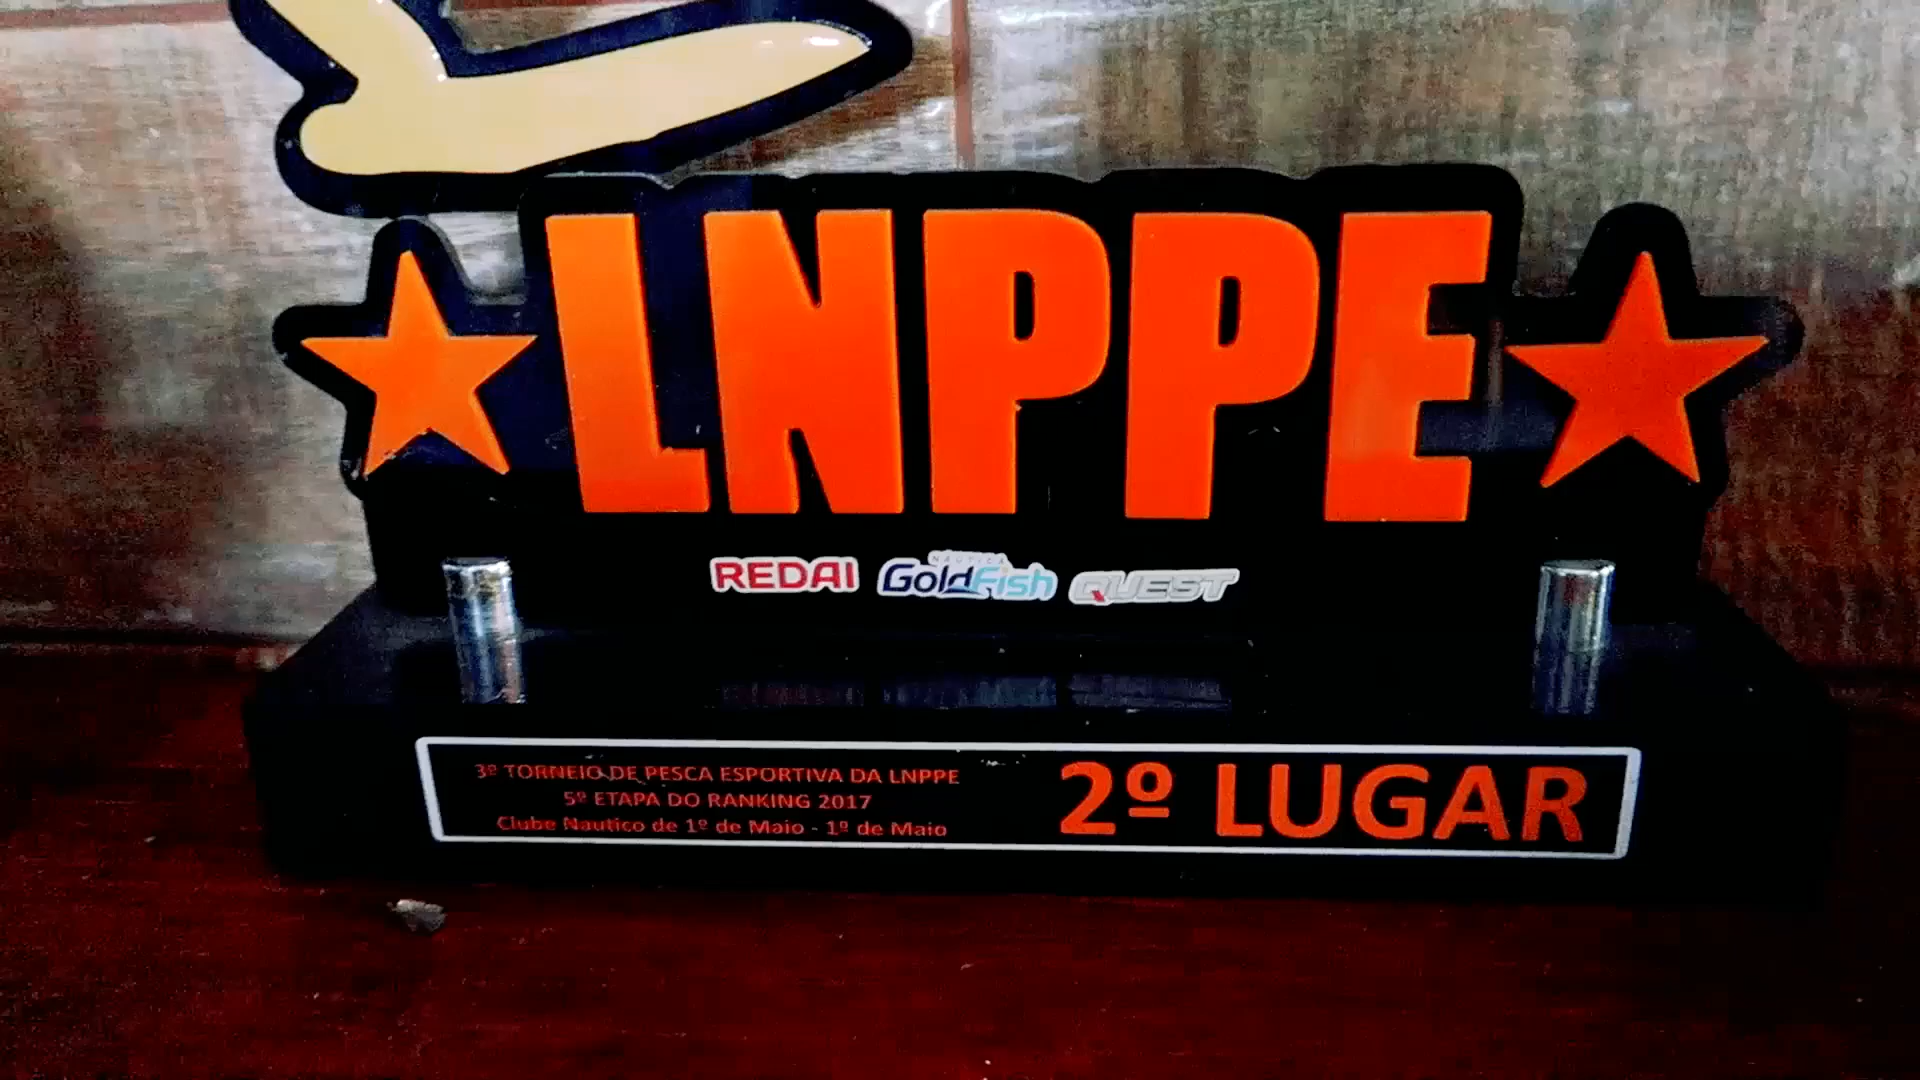 LNPPE
REDAI NÁUTICA GoldFish QUEST
3º TORNEIO DE PESCA ESPORTIVA DA LNPPE
5º ETAPA DO RANKING 2017
Clube Nautico de 1º de Maio - 1º de Maio
2º LUGAR